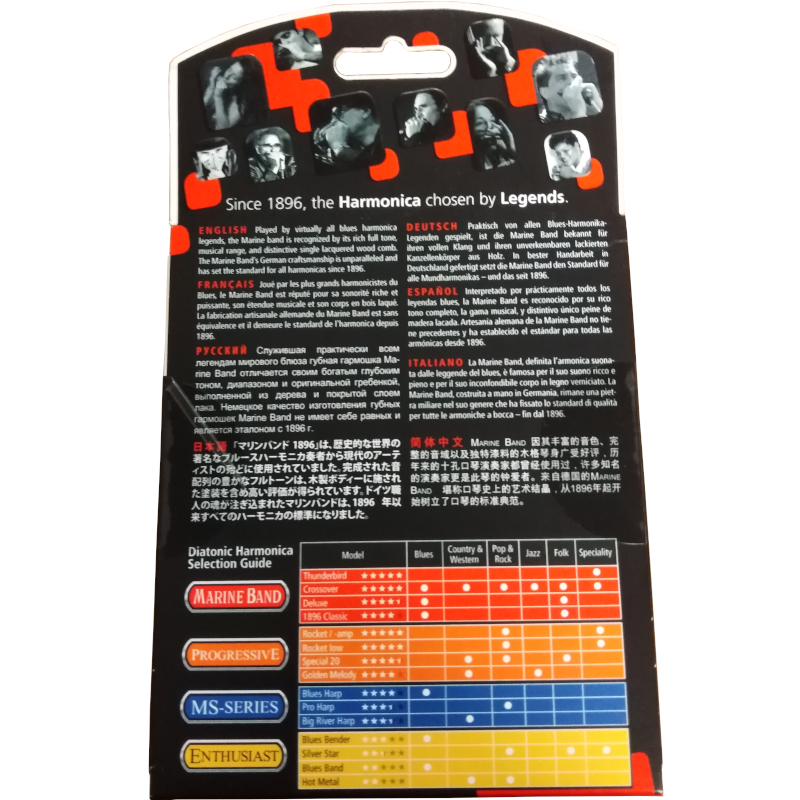 Since 1896, the Harmonica chosen by Legends.
ENGLISH Played by virtually all blues harmonica
legends, the Marine band is recognized by its rich full tone,
musical range, and distinctive single lacquered wood comb.
The Marine Band's German craftsmanship is unparalleled and
has set the standard for all harmonicas since 1896.
FRANÇAIS Joué par les plus grands harmonicistes du
Blues, le Marine Band est réputé pour sa sonorité riche et
puissante, son étendue musicale et son corps en bois laqué.
La fabrication artisanale allemande du Marine Band est sans
équivalence et il demeure le standard de l'harmonica depuis
1896.
РУССКИЙ Служившая практически всем
легендам мирового блюза губная гармошка Ma-
rine Band отличается своим богатым глубоким
тоном, диапазоном и оригинальной гребенкой,
выполненной из дерева и покрытой слоем
лака. Немецкое качество изготовления губных
гармошек Marine Band не имеет себе равных и
является эталоном с 1896 г.
日本語 「マリンバンド 1896」は、歴史的な世界の
著名なブルースハーモニカ奏者から現代のアーテ
ィストの殆どに使用されていました。完成された音
配列の豊かなフルトーンは、木製ボディーに施され
た塗装を含め高い評価が得られています。ドイツ職
人の魂が注ぎ込まれたマリンバンドは、1896 年以
来すべてのハーモニカの標準になりました。
DEUTSCH Praktisch von allen Blues-Harmonika-
Legenden gespielt, ist die Marine Band bekannt für
ihren vollen Klang und ihren unverkennbaren lackierten
Kanzellenkörper aus Holz. In bester Handarbeit in
Deutschland gefertigt setzt die Marine Band den Standard für
alle Mundharmonikas – und das seit 1896.
ESPAÑOL Interpretado por prácticamente todos los
leyendas blues, la Marine Band es reconocido por su rico
tono completo, la gama musical, y distintivo único peine de
madera lacada. Artesanía alemana de la Marine Band no tie-
ne precedentes y ha establecido el estándar para todas las
armónicas desde 1896.
ITALIANO La Marine Band, definita l'armonica suona-
ta dalle leggende del blues, è famosa per il suo suono ricco e
pieno e per il suo inconfondibile corpo in legno verniciato. La
Marine Band, costruita a mano in Germania, rimane una piet-
ra miliare nel suo genere che ha fissato lo standard di qualità
per tutte le armoniche a bocca – fin dal 1896.
简体中文 MARINE BAND 因其丰富的音色、完
整的音域以及独特漆料的木格琴身广受好评，历
年来的十孔口琴演奏家都曾经使用过，许多知名
的演奏家更是此琴的钟爱者。来自德国的MARINE
BAND 堪称口琴史上的艺术结晶，从1896年起开
始树立了口琴的标准典范。
Diatonic Harmonica
Selection Guide
Model Blues Country & Western Pop & Rock Jazz Folk Speciality
MARINE BAND
Thunderbird ★★★★★
Crossover ★★★★★
Deluxe
1896 Classic
PROGRESSIVE
Rocket / -amp ★★★★★
Rocket low ★★★★★
Special 20
Golden Melody
MS-SERIES
Blues Harp
Pro Harp
Big River Harp
ENTHUSIAST
Blues Bender
Silver Star
Blues Band
Hot Metal